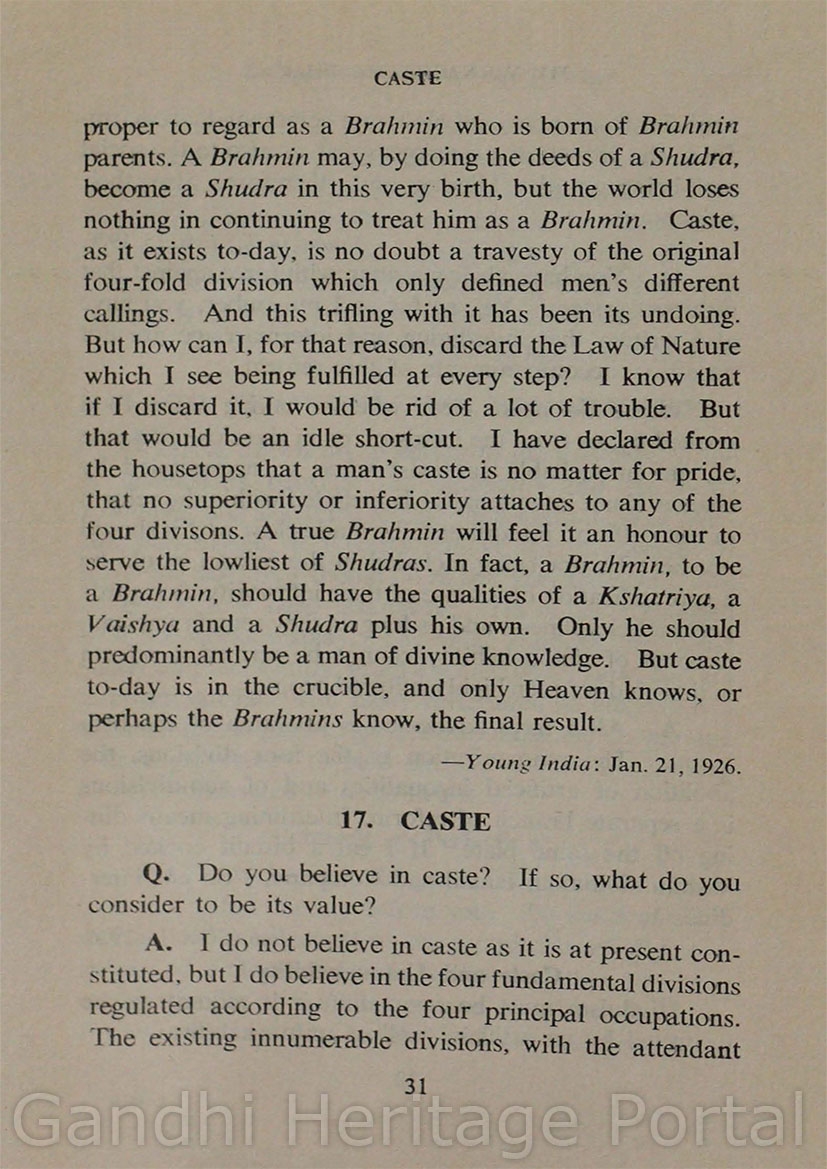 CASTE
proper to regard as a Brahmin who is born of Brahmin
parents. A Brahmin may, by doing the deeds of a Shudra,
become a Shudra in this very birth, but the world loses
nothing in continuing to treat him as a Brahmin. Caste,
as it exists to-day, is no doubt a travesty of the original
four-fold division which only defined men's different
callings. And this trifling with it has been its undoing.
But how can I, for that reason, discard the Law of Nature
which I see being fulfilled at every step? I know that
if I discard it, I would be rid of a lot of trouble. But
that would be an idle short-cut. I have declared from
the housetops that a man's caste is no matter for pride,
that no superiority or inferiority attaches to any of the
four divisons. A true Brahmin will feel it an honour to
serve the lowliest of Shudras. In fact, a Brahmin, to be
a Brahmin, should have the qualities of a Kshatriya, a
Vaishya and a Shudra plus his own. Only he should
predominantly be a man of divine knowledge. But caste
to-day is in the crucible, and only Heaven knows, or
perhaps the Brahmins know, the final result.
—Young India: Jan. 21, 1926.
17. CASTE
Q. Do you believe in caste? If so, what do you
consider to be its value?
A. I do not believe in caste as it is at present con-
stituted, but I do believe in the four fundamental divisions
regulated according to the four principal occupations.
The existing innumerable divisions, with the attendant
31
Gandhi Heritage Portal